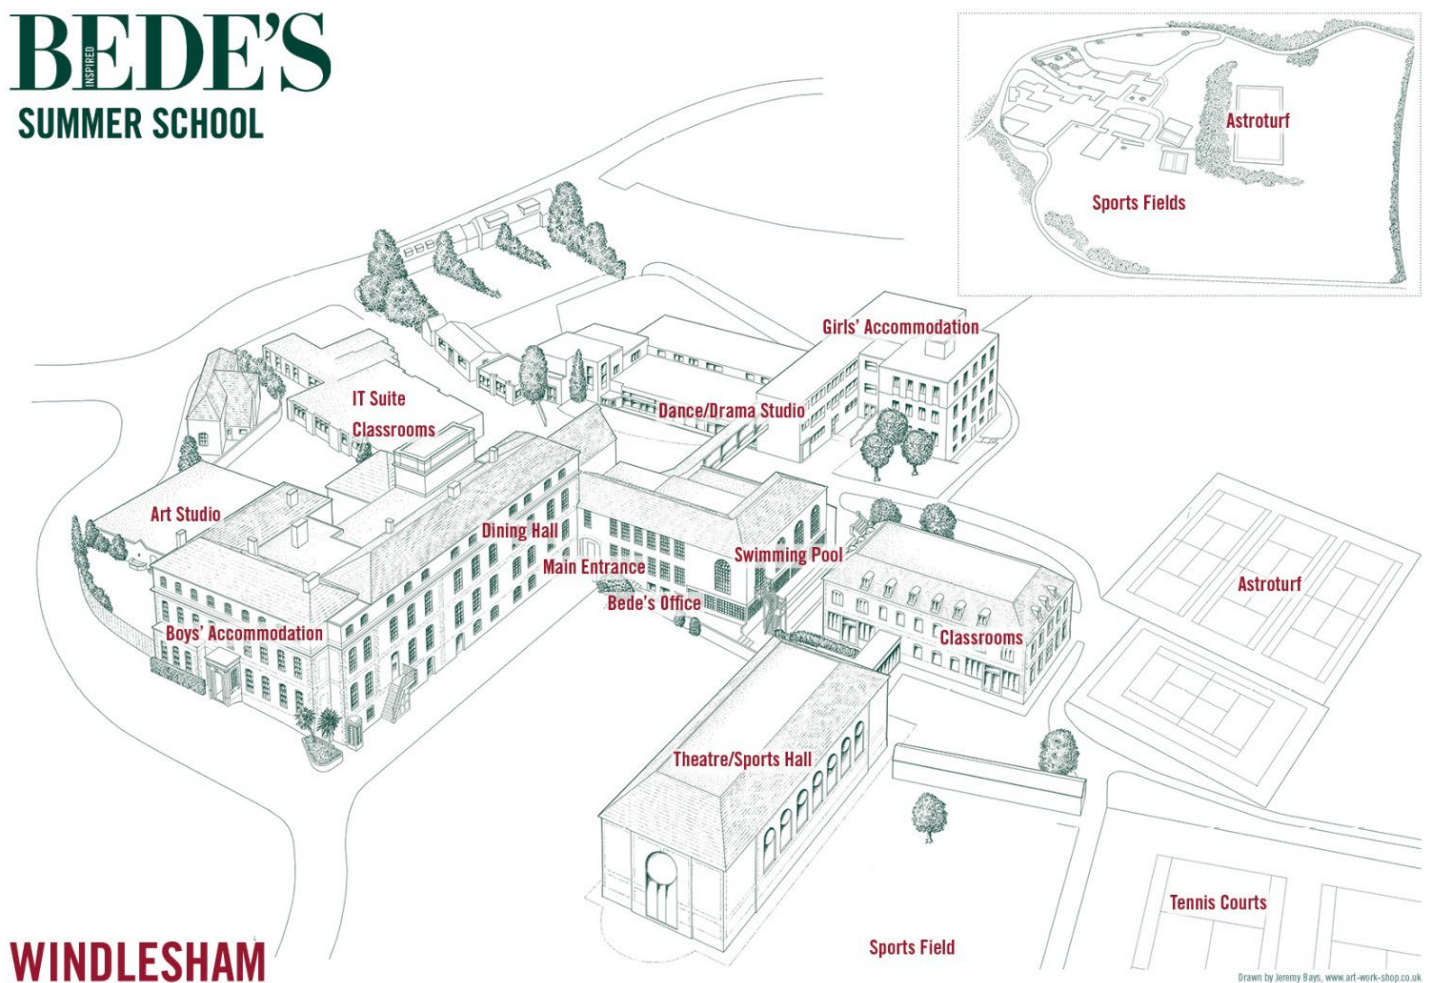 BEDE'S
INSPIRED
SUMMER SCHOOL
Astroturf
Sports Fields
Girls' Accommodation
IT Suite
Classrooms
Dance/Drama Studio
Art Studio
Dining Hall
Main Entrance
Swimming Pool
Bede's Office
Astroturf
Boys' Accommodation
Classrooms
Theatre/Sports Hall
Tennis Courts
Sports Field
WINDLESHAM
Drawn by Jeremy Bays, www.art-work-shop.co.uk